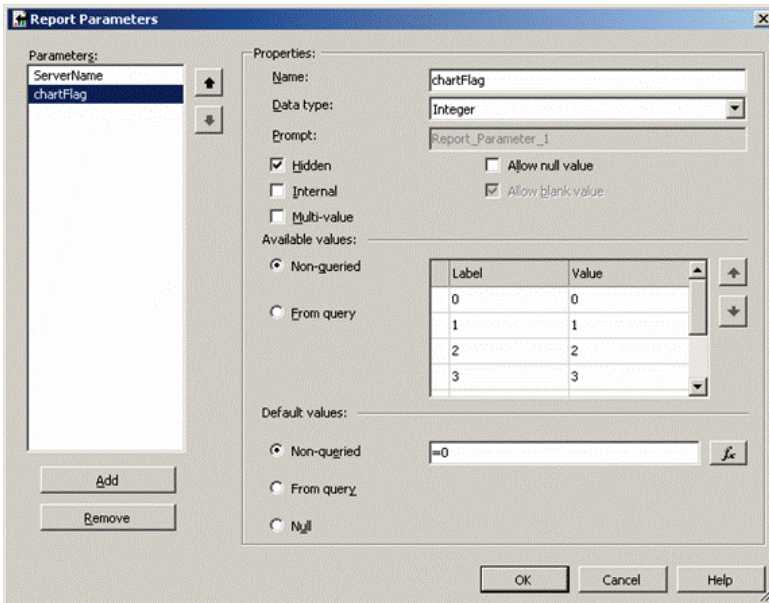 Report Parameters
Parameters:
ServerName
chartFlag
Properties:
Name:
chartFlag
Data type:
Integer
Prompt:
Report_Parameter_1
Hidden
Allow null value
Internal
Allow blank value
Multi-value
Available values:
Non-queried
From query
Label Value
0 0
1 1
2 2
3 3
Default values:
Non-queried
=0
fx
From query
Null
Add
Remove
OK
Cancel
Help